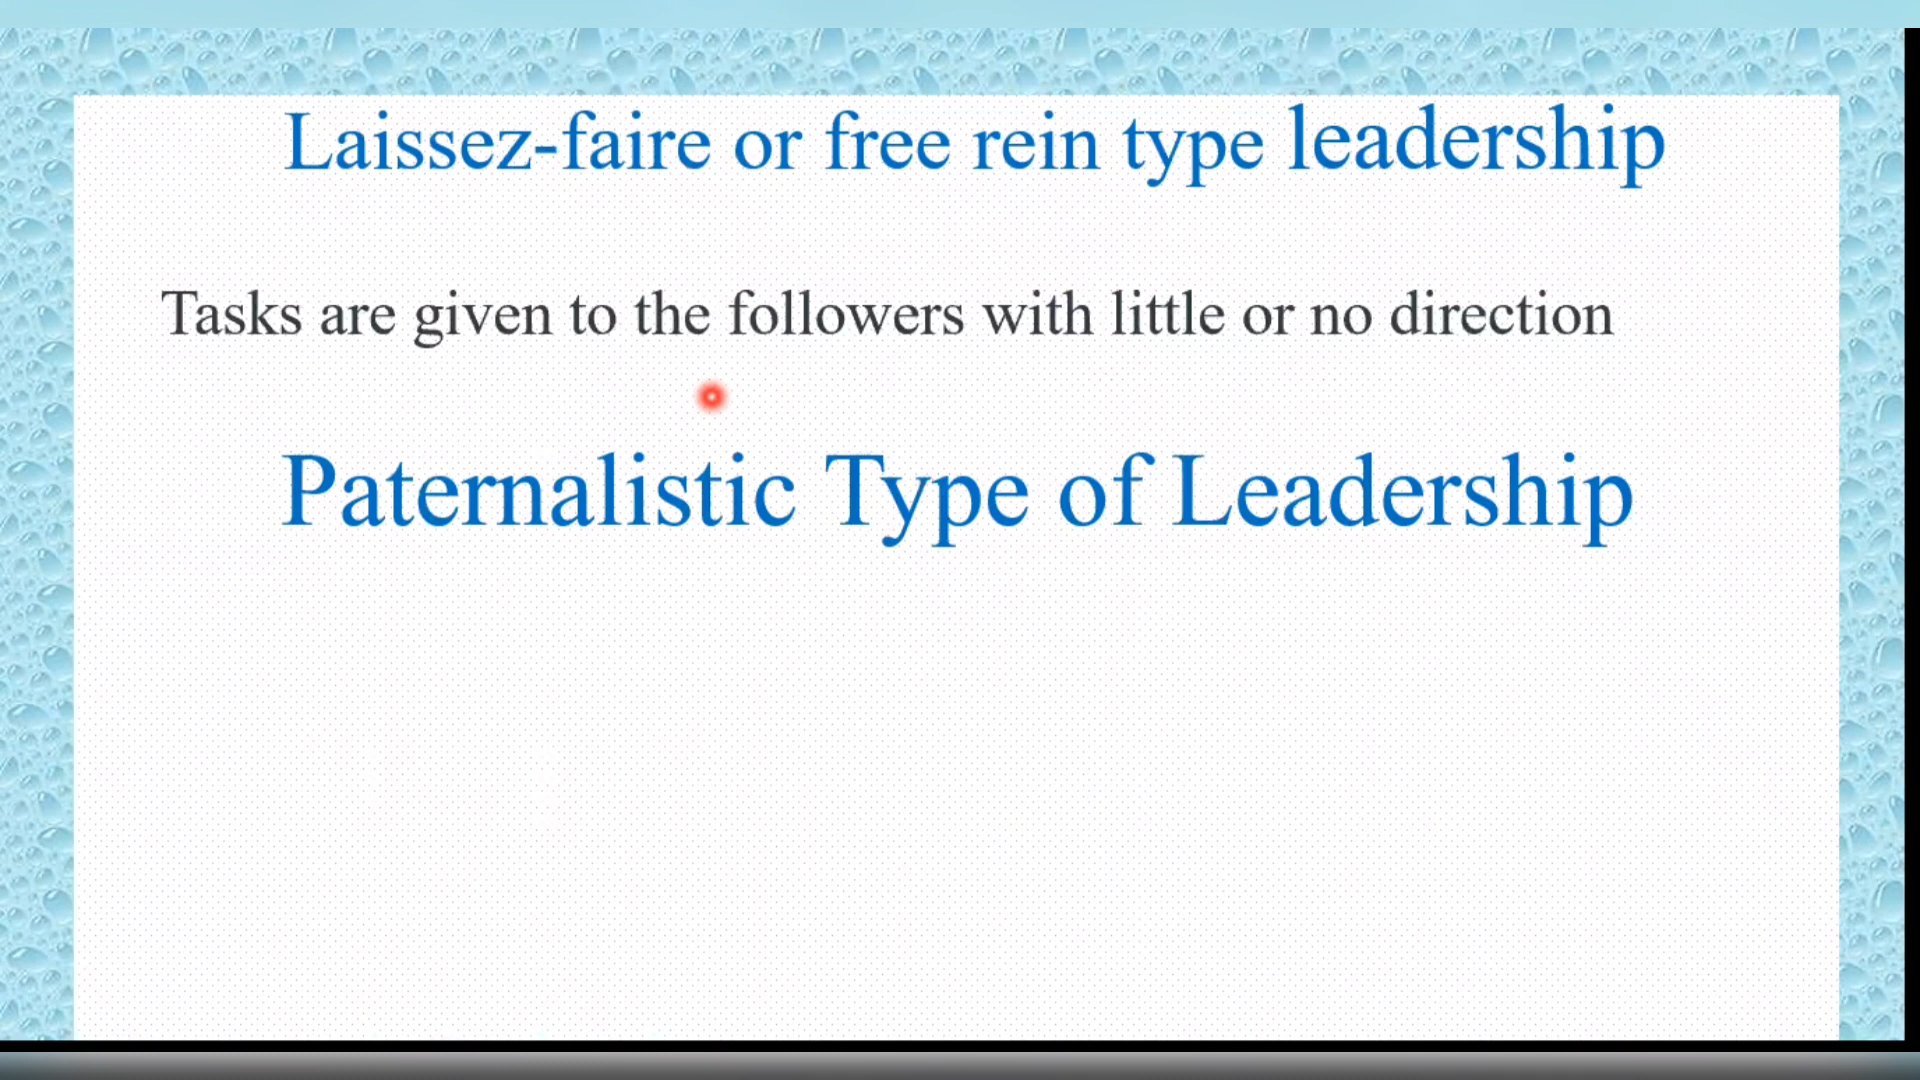 Laissez-faire or free rein type leadership
Tasks are given to the followers with little or no direction
Paternalistic Type of Leadership